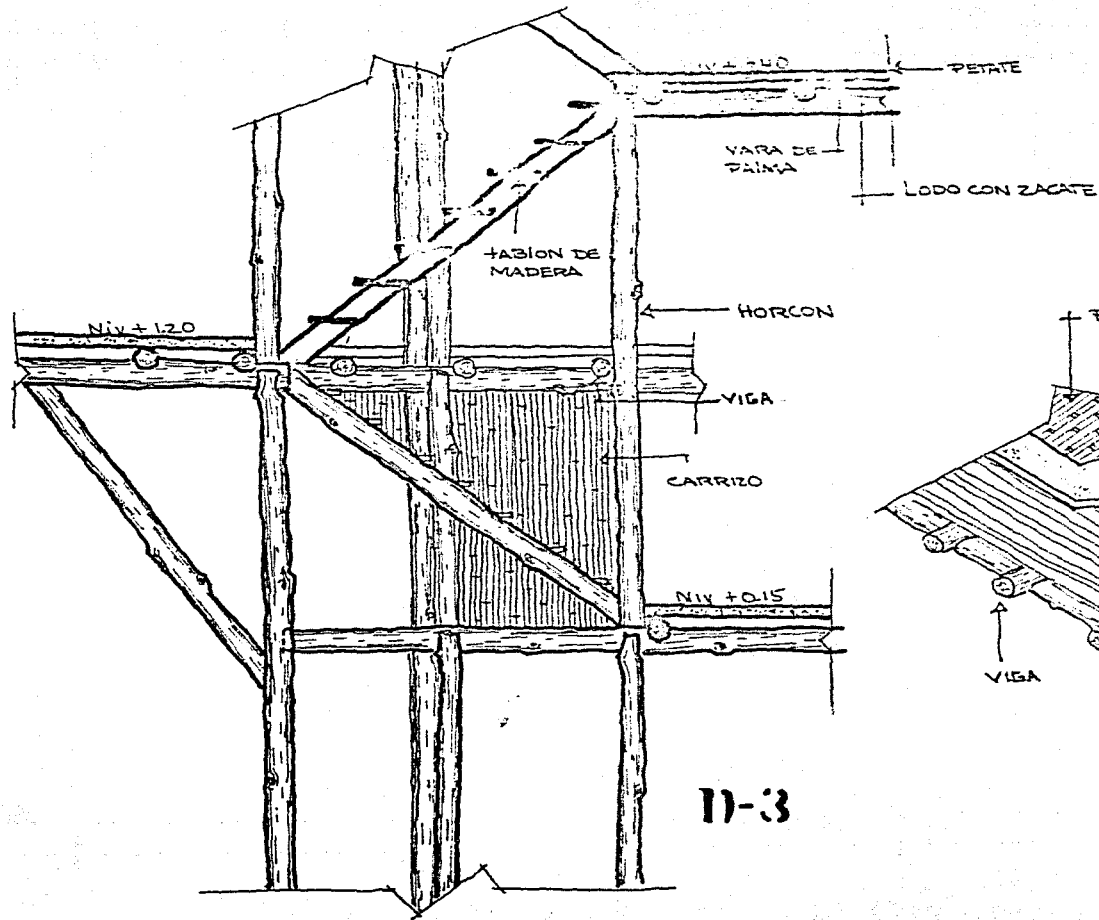 PETATE
VARA DE
PALMA
LODO CON ZACATE
TABLON DE
MADERA
HORCON
Niv + 1.20
VIGA
CARRIZO
Niv +0.15
VIGA
D-3